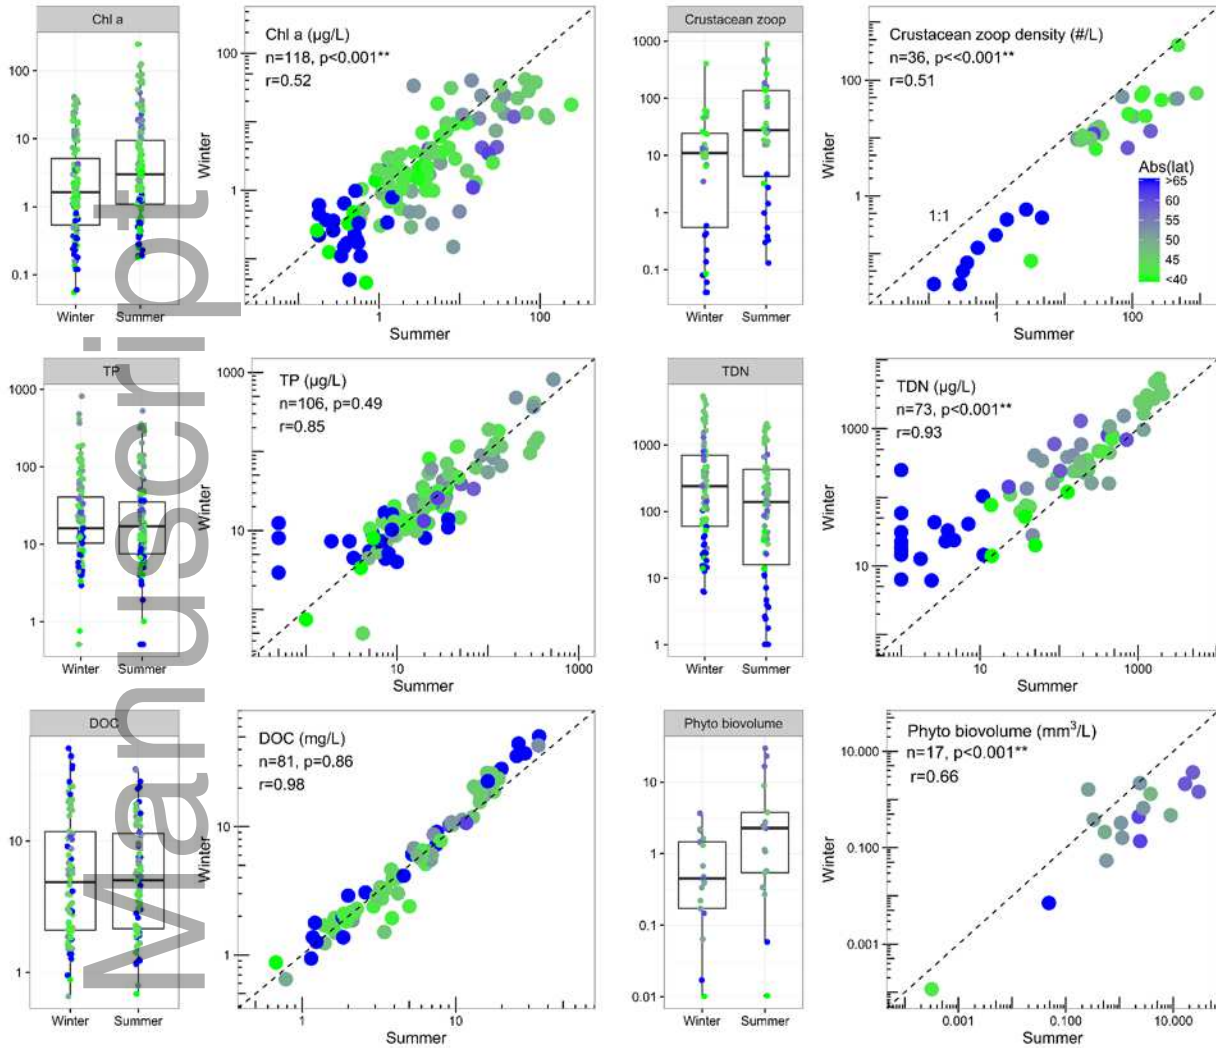 Chl a
100
10
1
0.1
Winter
Summer
Chl a (µg/L)
n=118, p<0.001**
r=0.52
100
1
Winter
1
100
Summer
Crustacean zoop
1000
100
10
1
0.1
Winter
Summer
Crustacean zoop density (#/L)
n=36, p<<0.001**
r=0.51
100
1
Winter
1:1
Abs(lat)
>65
60
55
50
45
<40
1
100
Summer
TP
1000
100
10
1
Winter
Summer
TP (µg/L)
n=106, p=0.49
r=0.85
1000
10
Winter
10
1000
Summer
TDN
1000
100
10
1
Winter
Summer
TDN (µg/L)
n=73, p<0.001**
r=0.93
1000
10
Winter
10
1000
Summer
DOC
10
1
Winter
Summer
DOC (mg/L)
n=81, p=0.86
r=0.98
10
1
Winter
1
10
Summer
Phyto biovolume
10
1
0.1
0.01
Winter
Summer
Phyto biovolume (mm³/L)
n=17, p<0.001**
r=0.66
10.000
0.100
0.001
Winter
0.001
0.100
10.000
Summer
Manuscript